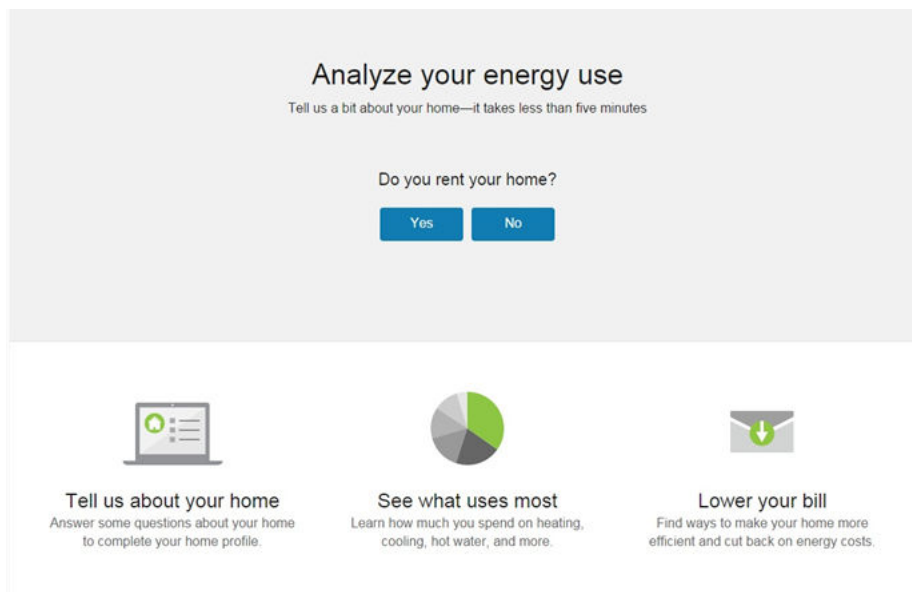 Analyze your energy use
Tell us a bit about your home—it takes less than five minutes
Do you rent your home?
Yes
No
Tell us about your home
Answer some questions about your home
to complete your home profile.
See what uses most
Learn how much you spend on heating,
cooling, hot water, and more.
Lower your bill
Find ways to make your home more
efficient and cut back on energy costs.